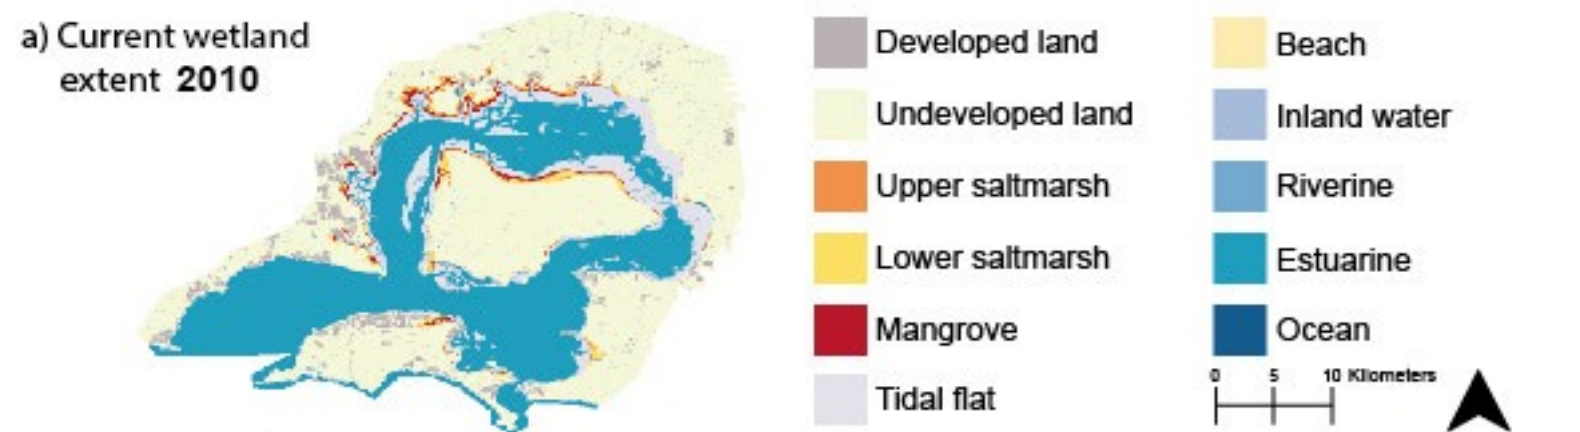 a) Current wetland
extent 2010
Developed land
Undeveloped land
Upper saltmarsh
Lower saltmarsh
Mangrove
Tidal flat
Beach
Inland water
Riverine
Estuarine
Ocean
0 5 10 Kilometers